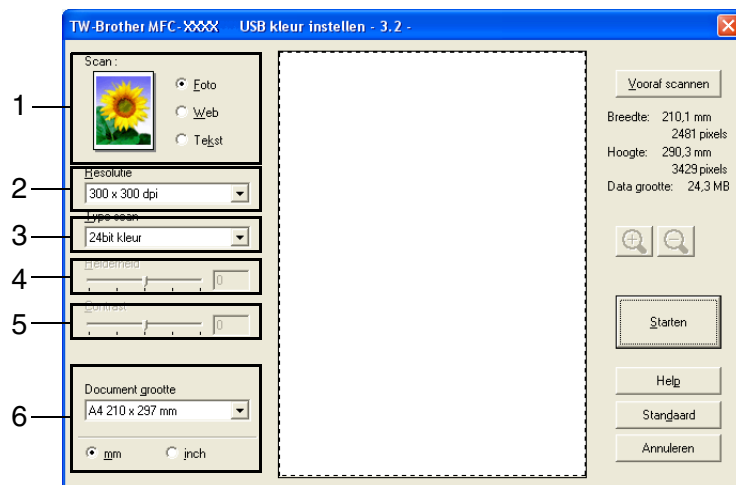 TW-Brother MFC-XXXX USB kleur instellen - 3.2 -
1
Scan :
Foto
Web
Tekst
2
Resolutie
300 x 300 dpi
3
Type scan
24bit kleur
4
Helderheid
0
5
Contrast
0
6
Document grootte
A4 210 x 297 mm
mm
inch
Vooraf scannen
Breedte: 210,1 mm
2481 pixels
Hoogte: 290,3 mm
3429 pixels
Data grootte: 24,3 MB
Starten
Help
Standaard
Annuleren